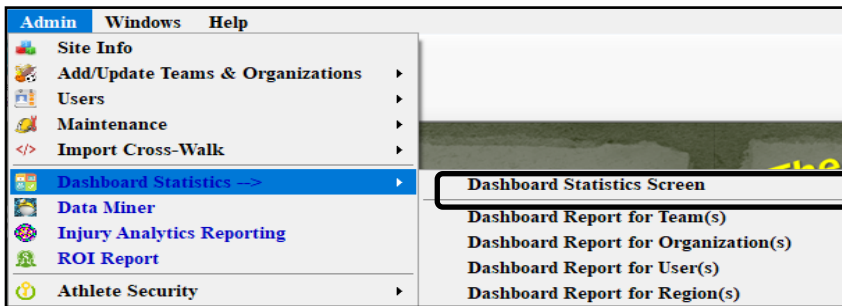 Admin Windows Help
Site Info
Add/Update Teams & Organizations
Users
Maintenance
Import Cross-Walk
Dashboard Statistics -->
Data Miner
Injury Analytics Reporting
ROI Report
Athlete Security
The
Dashboard Statistics Screen
Dashboard Report for Team(s)
Dashboard Report for Organization(s)
Dashboard Report for User(s)
Dashboard Report for Region(s)